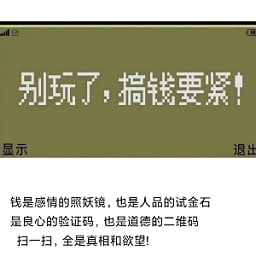 别玩了，搞钱要紧！
显示 退出
钱是感情的照妖镜，也是人品的试金石
是良心的验证码，也是道德的二维码
扫一扫，全是真相和欲望!